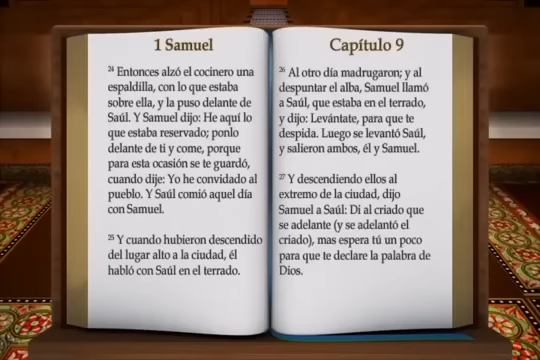 1 Samuel
24 Entonces alzó el cocinero una
espaldilla, con lo que estaba
sobre ella, y la puso delante de
Saúl. Y Samuel dijo: He aquí lo
que estaba reservado; ponlo
delante de ti y come, porque
para esta ocasión se te guardó,
cuando dije: Yo he convidado al
pueblo. Y Saúl comió aquel día
con Samuel.
25 Y cuando hubieron descendido
del lugar alto a la ciudad, él
habló con Saúl en el terrado.
Capítulo 9
26 Al otro día madrugaron; y al
despuntar el alba, Samuel llamó
a Saúl, que estaba en el terrado,
y dijo: Levántate, para que te
despida. Luego se levantó Saúl,
y salieron ambos, él y Samuel.
27 Y descendiendo ellos al
extremo de la ciudad, dijo
Samuel a Saúl: Di al criado que
se adelante (y se adelantó el
criado), mas espera tú un poco
para que te declare la palabra de
Dios.